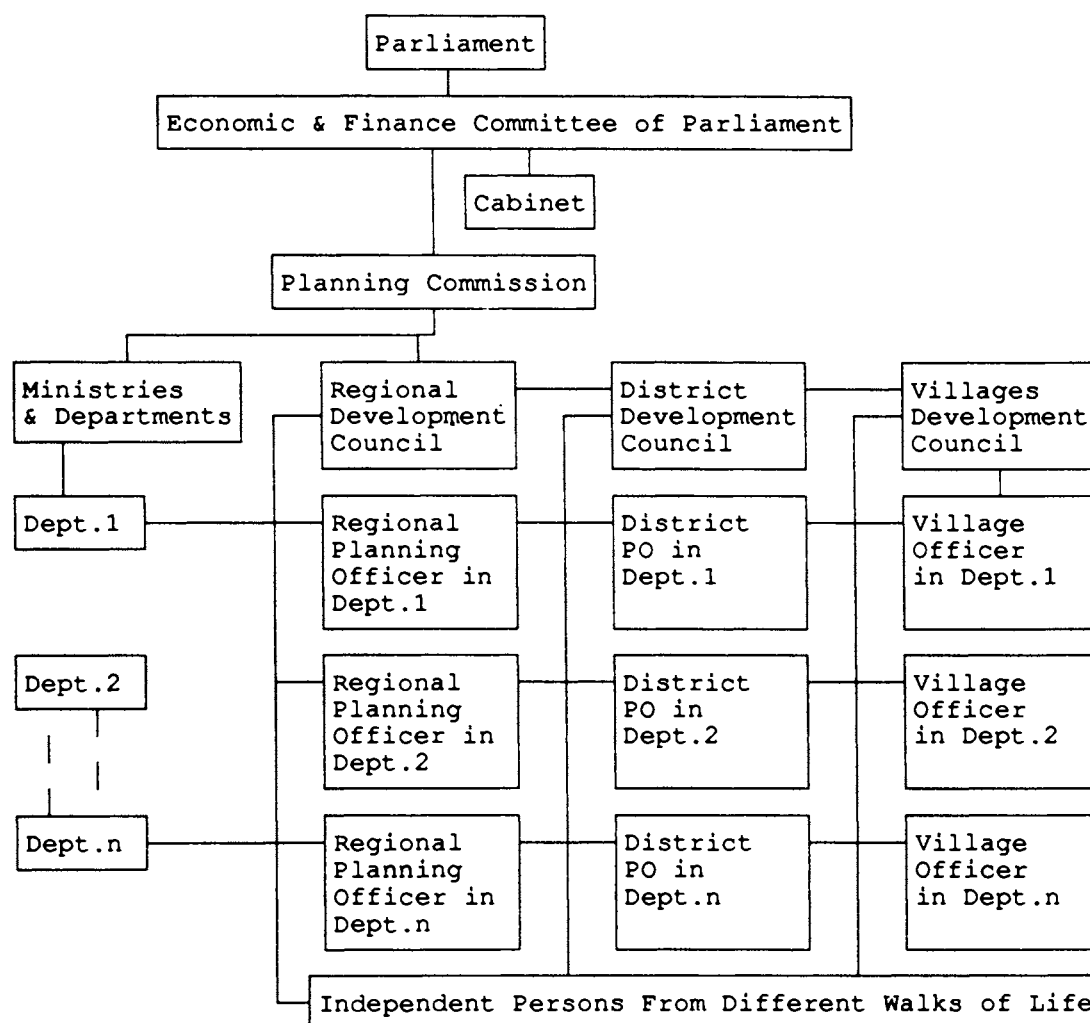 Parliament
Economic & Finance Committee of Parliament
Cabinet
Planning Commission
Ministries
& Departments
Regional
Development
Council
District
Development
Council
Villages
Development
Council
Dept.1
Regional
Planning
Officer in
Dept.1
District
PO in
Dept.1
Village
Officer
in Dept.1
Dept.2
Regional
Planning
Officer in
Dept.2
District
PO in
Dept.2
Village
Officer
in Dept.2
Dept.n
Regional
Planning
Officer in
Dept.n
District
PO in
Dept.n
Village
Officer
in Dept.n
Independent Persons From Different Walks of Life